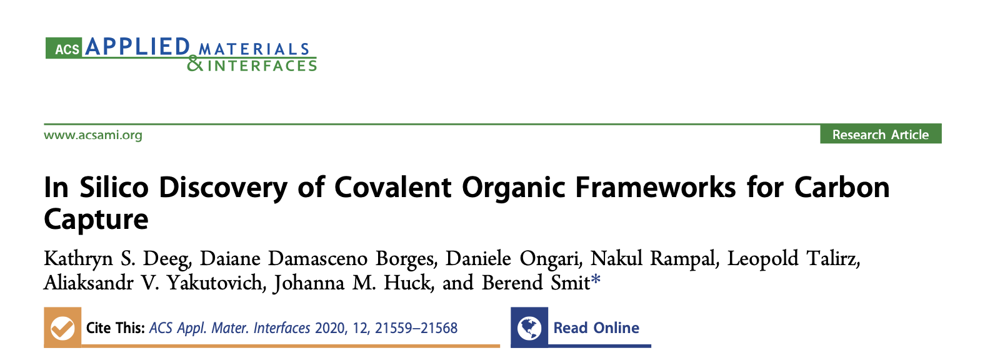 ACS APPLIED MATERIALS
& INTERFACES
www.acsami.org
Research Article
In Silico Discovery of Covalent Organic Frameworks for Carbon
Capture
Kathryn S. Deeg, Daiane Damasceno Borges, Daniele Ongari, Nakul Rampal, Leopold Talirz,
Aliaksandr V. Yakutovich, Johanna M. Huck, and Berend Smit*
Cite This: ACS Appl. Mater. Interfaces 2020, 12, 21559–21568
Read Online